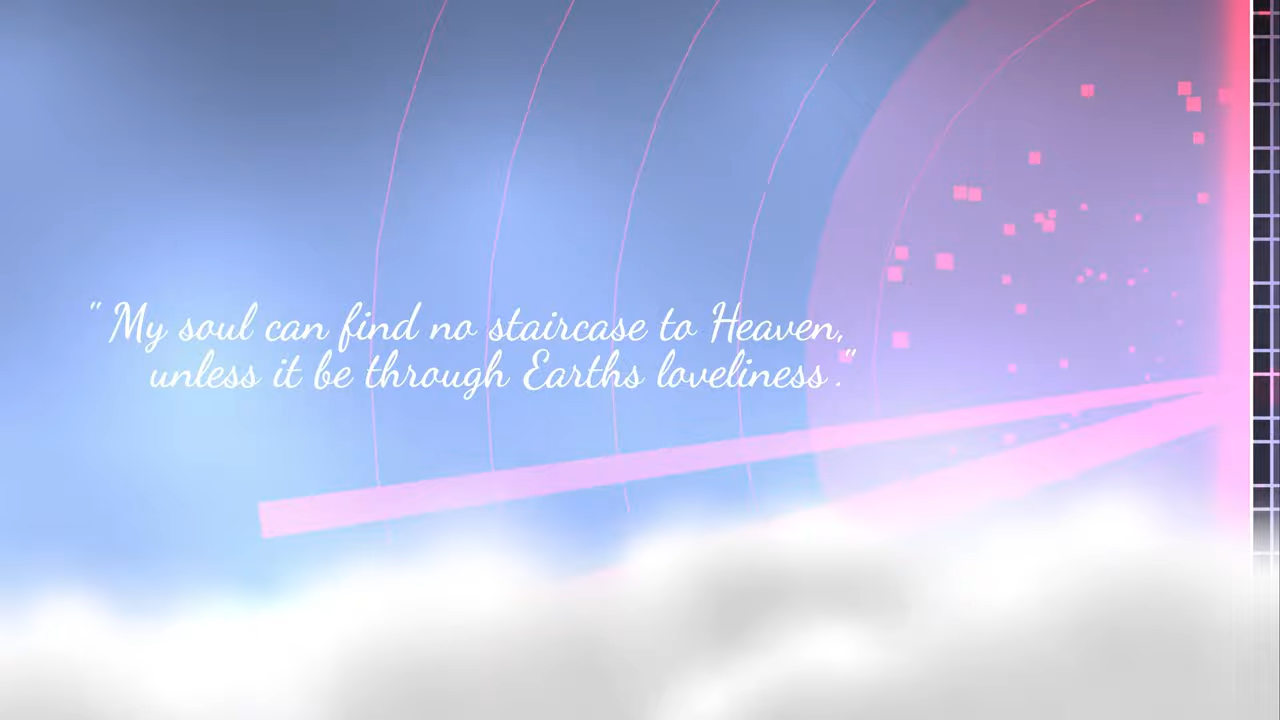 " My soul can find no staircase to Heaven,
unless it be through Earths loveliness . "